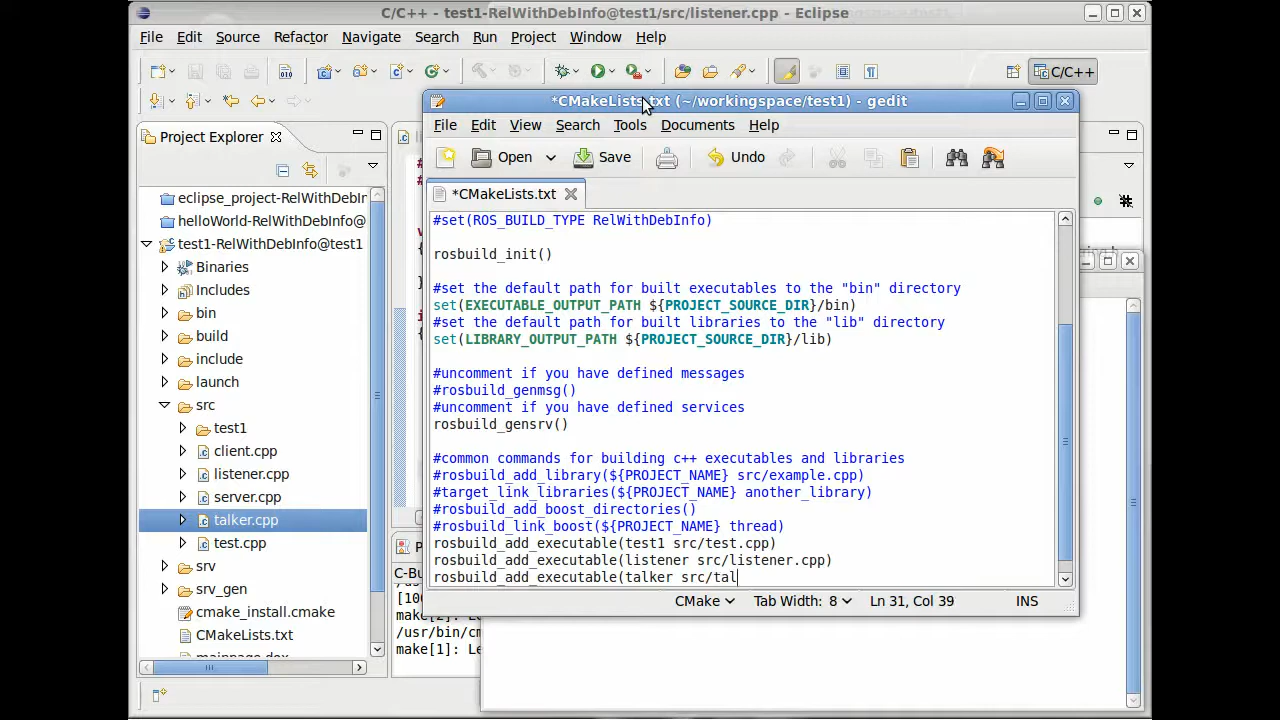 C/C++ - test1-RelWithDebInfo@test1/src/listener.cpp - Eclipse
File Edit Source Refactor Navigate Search Run Project Window Help
C/C++
Project Explorer
eclipse_project-RelWithDebIn
helloWorld-RelWithDebInfo@
test1-RelWithDebInfo@test1
Binaries
Includes
bin
build
include
launch
src
test1
client.cpp
listener.cpp
server.cpp
talker.cpp
test.cpp
srv
srv_gen
cmake_install.cmake
CMakeLists.txt
mainpage.dox
*CMakeLists.txt (~/workingspace/test1) - gedit
File Edit View Search Tools Documents Help
Open Save Undo
*CMakeLists.txt
#set(ROS_BUILD_TYPE RelWithDebInfo)
rosbuild_init()
#set the default path for built executables to the "bin" directory
set(EXECUTABLE_OUTPUT_PATH ${PROJECT_SOURCE_DIR}/bin)
#set the default path for built libraries to the "lib" directory
set(LIBRARY_OUTPUT_PATH ${PROJECT_SOURCE_DIR}/lib)
#uncomment if you have defined messages
#rosbuild_genmsg()
#uncomment if you have defined services
rosbuild_gensrv()
#common commands for building c++ executables and libraries
#rosbuild_add_library(${PROJECT_NAME} src/example.cpp)
#target_link_libraries(${PROJECT_NAME} another_library)
#rosbuild_add_boost_directories()
#rosbuild_link_boost(${PROJECT_NAME} thread)
rosbuild_add_executable(test1 src/test.cpp)
rosbuild_add_executable(listener src/listener.cpp)
rosbuild_add_executable(talker src/tal
CMake Tab Width: 8 Ln 31, Col 39 INS
C-Bu
[100
make[2]: Le
/usr/bin/cm
make[1]: Le